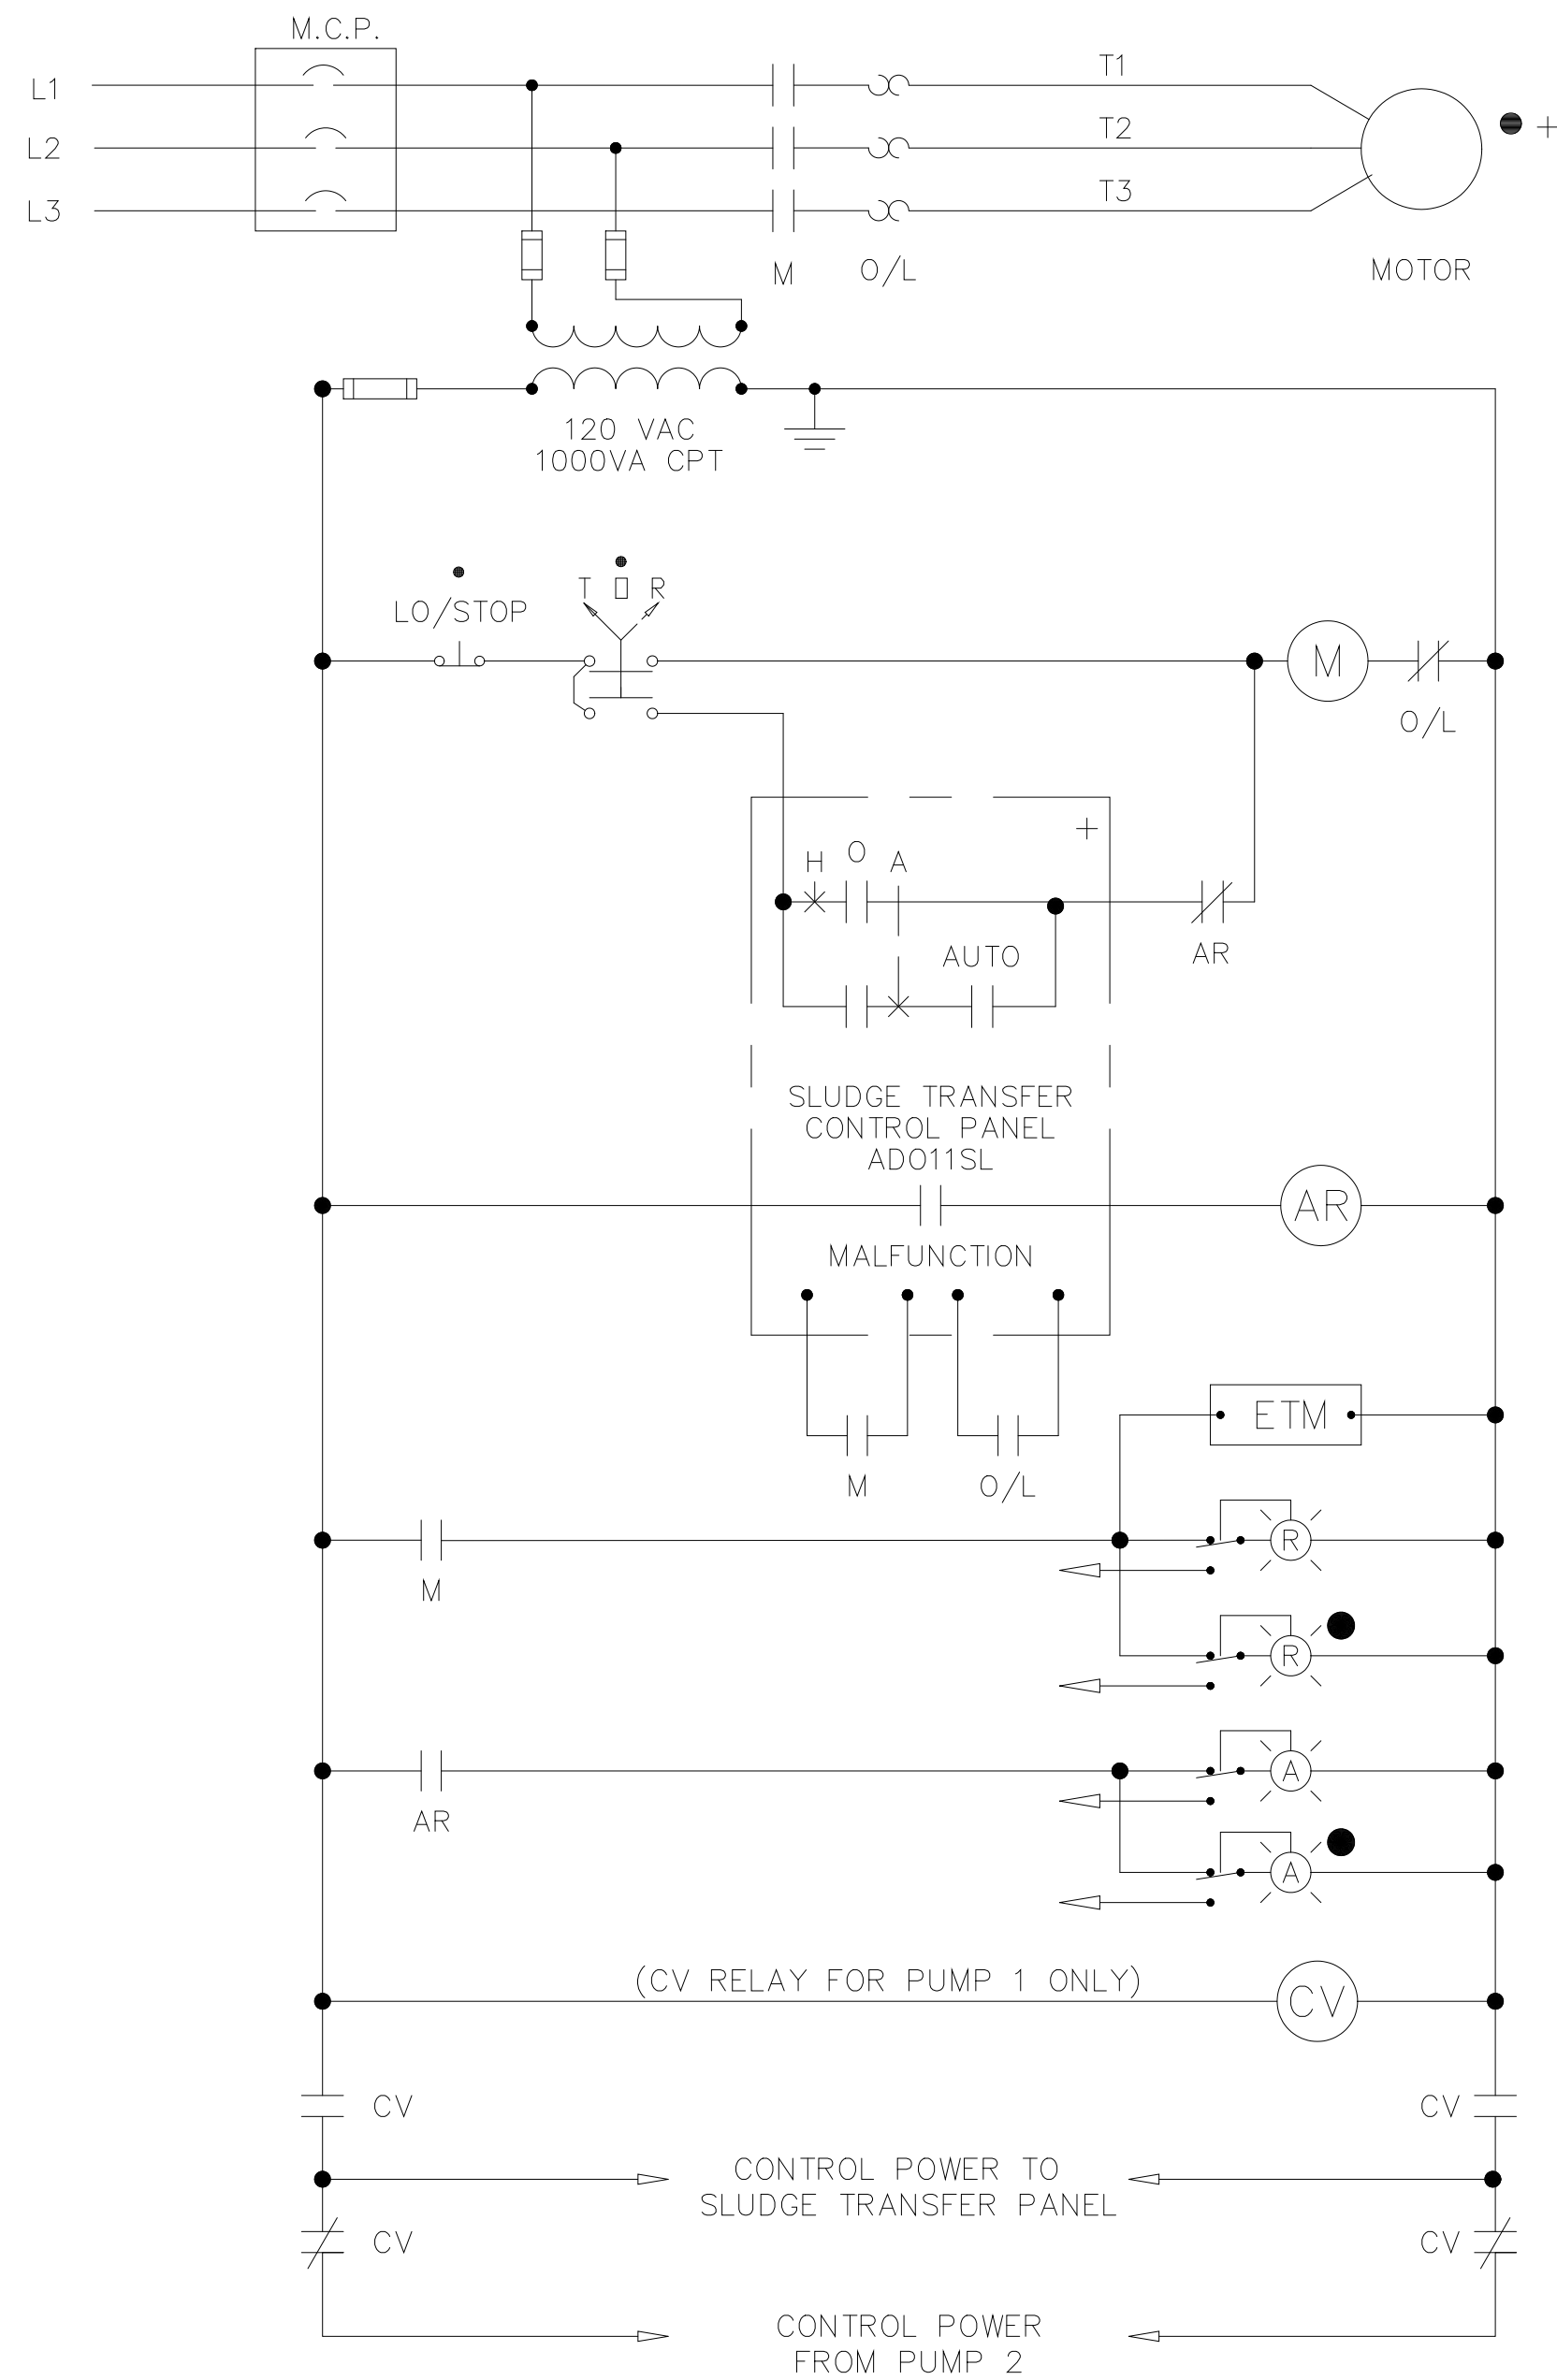 M.C.P.
L1
T1
L2
T2
+
L3
T3
M
O/L
MOTOR
120 VAC
1000VA CPT
T O R
LO/STOP
M
O/L
+
H O A
AUTO
AR
SLUDGE TRANSFER
CONTROL PANEL
AD011SL
AR
MALFUNCTION
ETM
M
O/L
R
M
R
A
AR
A
(CV RELAY FOR PUMP 1 ONLY)
CV
CV
CV
CONTROL POWER TO
SLUDGE TRANSFER PANEL
CV
CV
CONTROL POWER
FROM PUMP 2